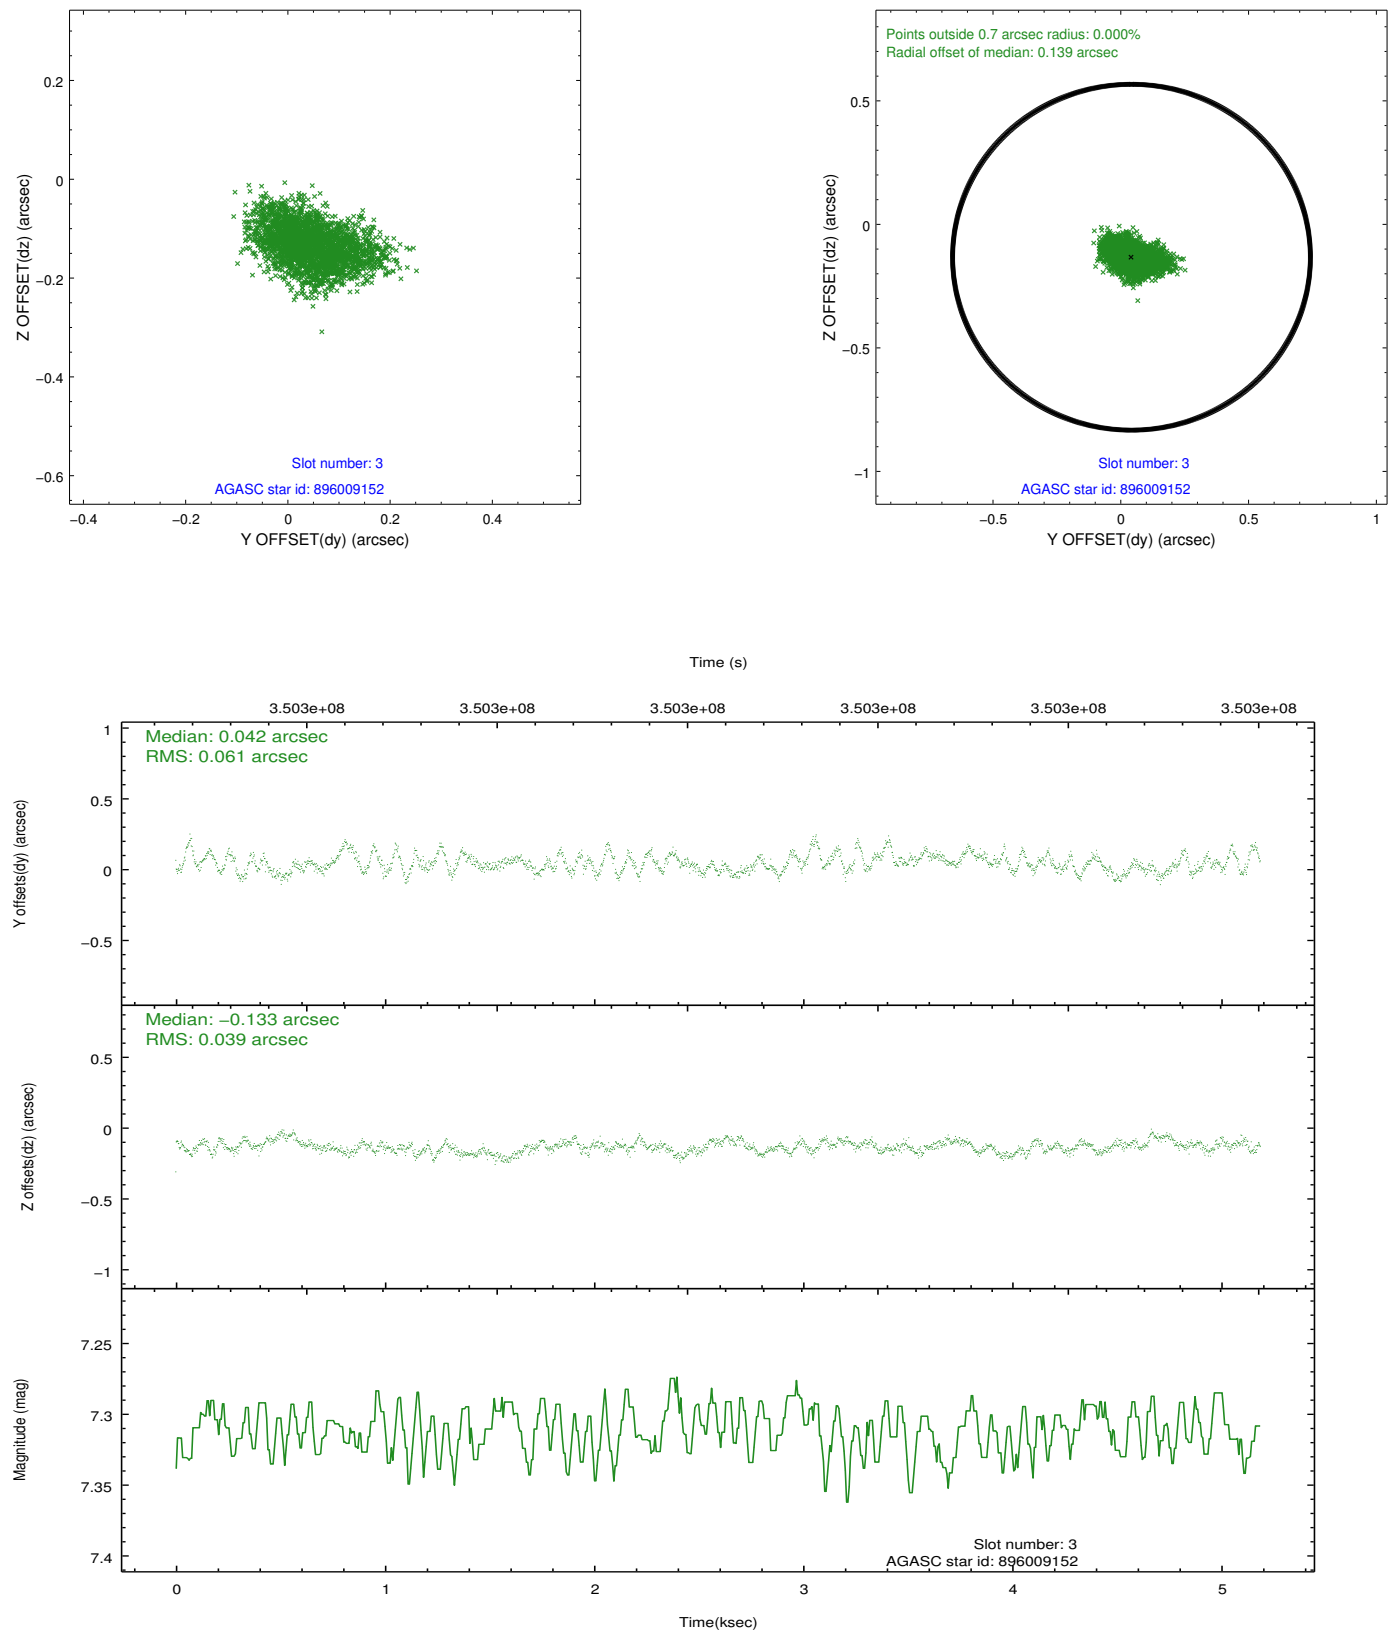 0.2
0
−0.2
−0.4
−0.6
Z OFFSET(dz) (arcsec)
Slot number: 3
AGASC star id: 896009152
−0.4
−0.2
0
0.2
0.4
Y OFFSET(dy) (arcsec)
Points outside 0.7 arcsec radius: 0.000%
Radial offset of median: 0.139 arcsec
0.5
0
−0.5
−1
Z OFFSET(dz) (arcsec)
Slot number: 3
AGASC star id: 896009152
−0.5
0
0.5
1
Y OFFSET(dy) (arcsec)
Time (s)
3.503e+08
3.503e+08
3.503e+08
3.503e+08
3.503e+08
3.503e+08
Median: 0.042 arcsec
RMS: 0.061 arcsec
1
0.5
0
−0.5
Y offsets(dy) (arcsec)
Median: −0.133 arcsec
RMS: 0.039 arcsec
0.5
0
−0.5
−1
Z offsets(dz) (arcsec)
7.25
7.3
7.35
7.4
Magnitude (mag)
Slot number: 3
AGASC star id: 896009152
0
1
2
3
4
5
Time(ksec)